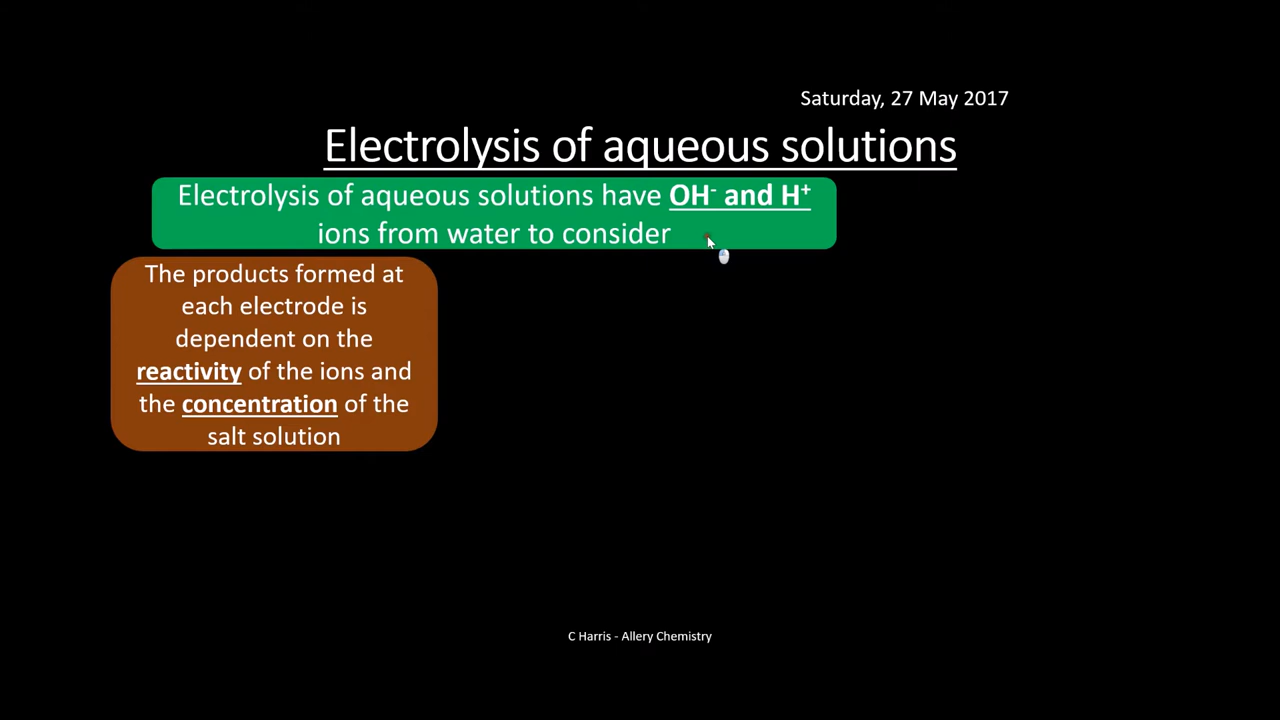 Saturday, 27 May 2017
Electrolysis of aqueous solutions
Electrolysis of aqueous solutions have OH⁻ and H⁺
ions from water to consider
The products formed at
each electrode is
dependent on the
reactivity of the ions and
the concentration of the
salt solution
C Harris - Allery Chemistry